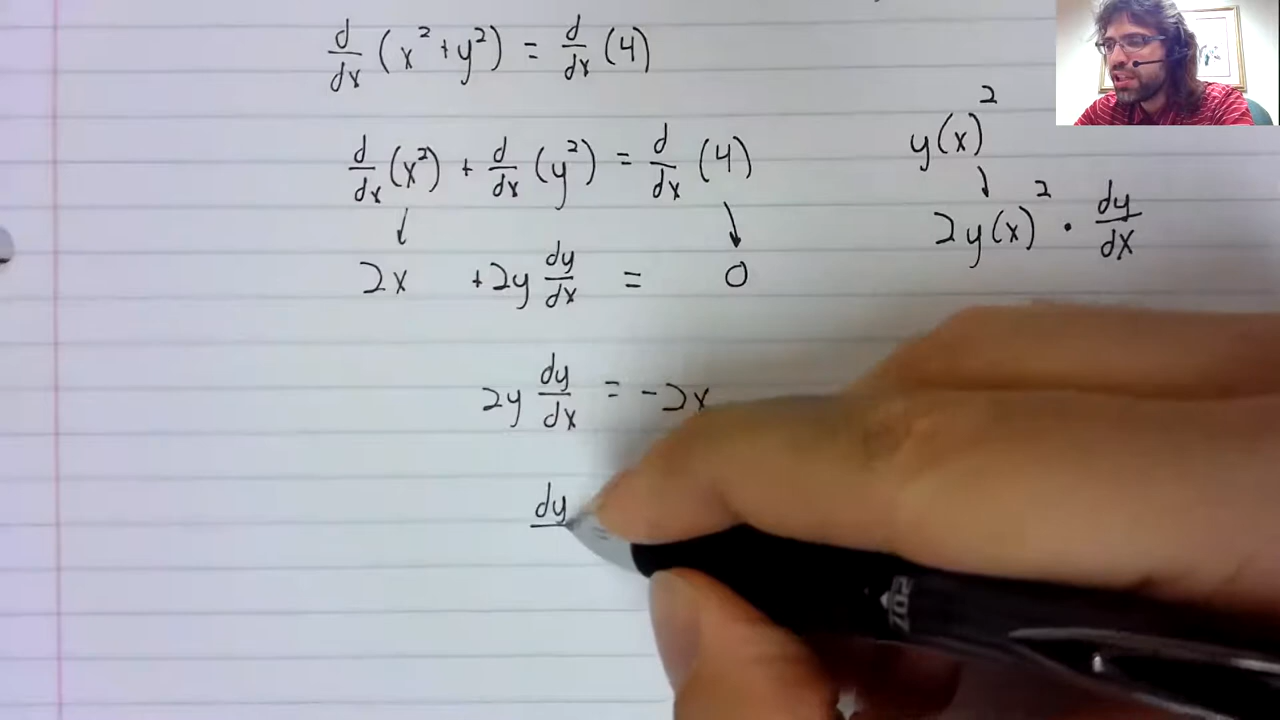 d/dx (x² + y²) = d/dx (4)
d/dx (x²) + d/dx (y²) = d/dx (4)
2x + 2y dy/dx = 0
2y dy/dx = -2x
dy
y(x)²
2y(x)² · dy/dx
.207